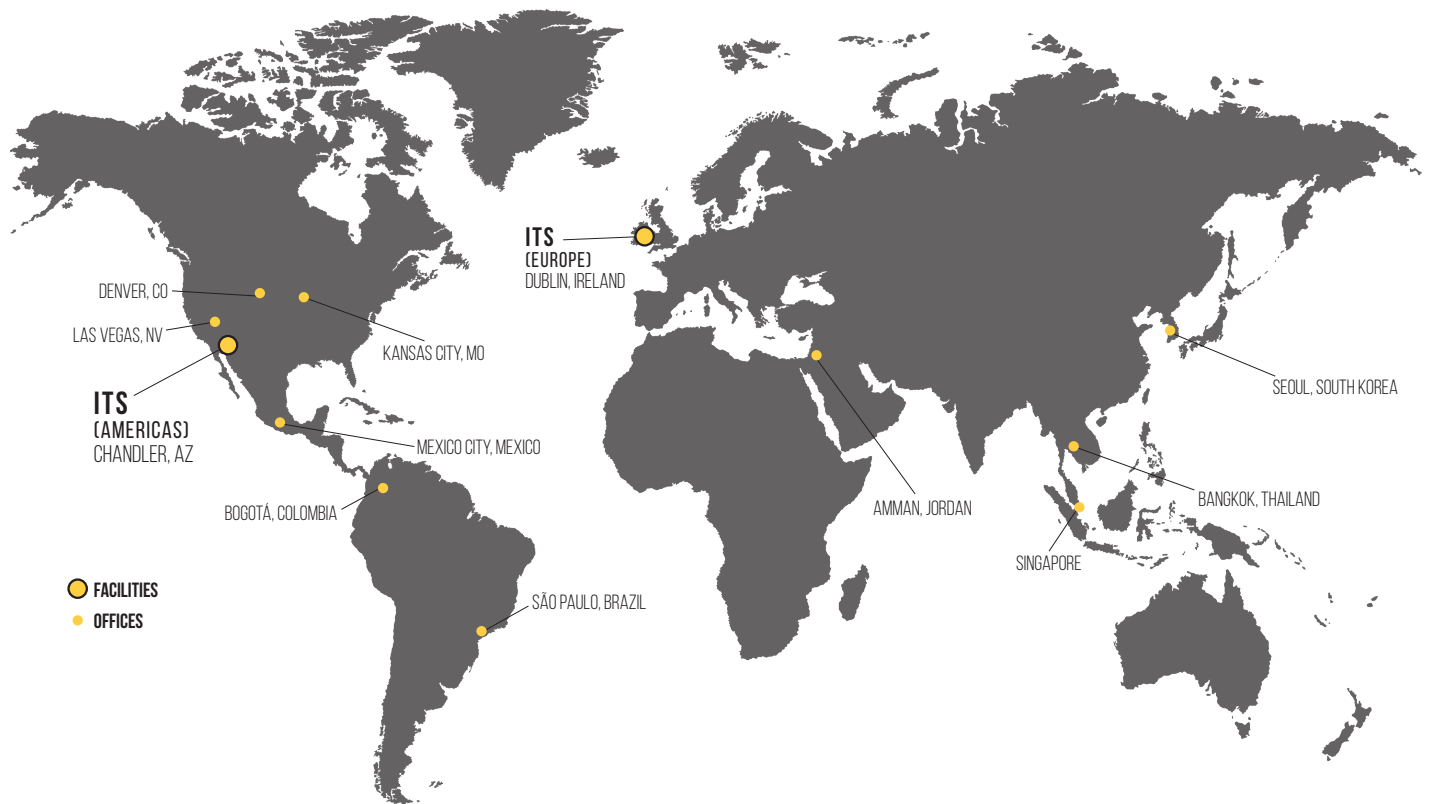 ITS
(EUROPE)
DUBLIN, IRELAND
DENVER, CO
LAS VEGAS, NV
KANSAS CITY, MO
ITS
(AMERICAS)
CHANDLER, AZ
MEXICO CITY, MEXICO
BOGOTÁ, COLOMBIA
SÃO PAULO, BRAZIL
SEOUL, SOUTH KOREA
AMMAN, JORDAN
BANGKOK, THAILAND
SINGAPORE
FACILITIES
OFFICES